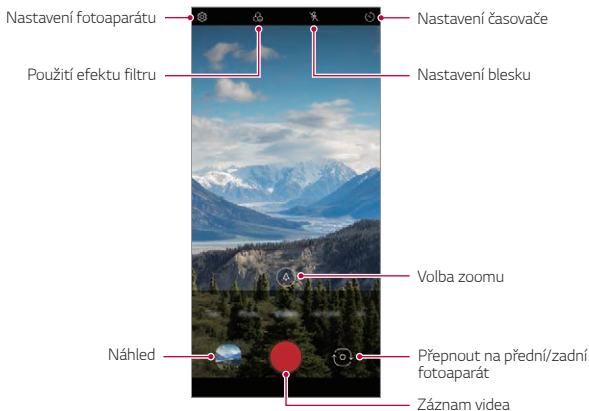 Nastavení fotoaparátu
Nastavení časovače
Použití efektu filtru
Nastavení blesku
Volba zoomu
Náhled
Přepnout na přední/zadní
fotoaparát
Záznam videa